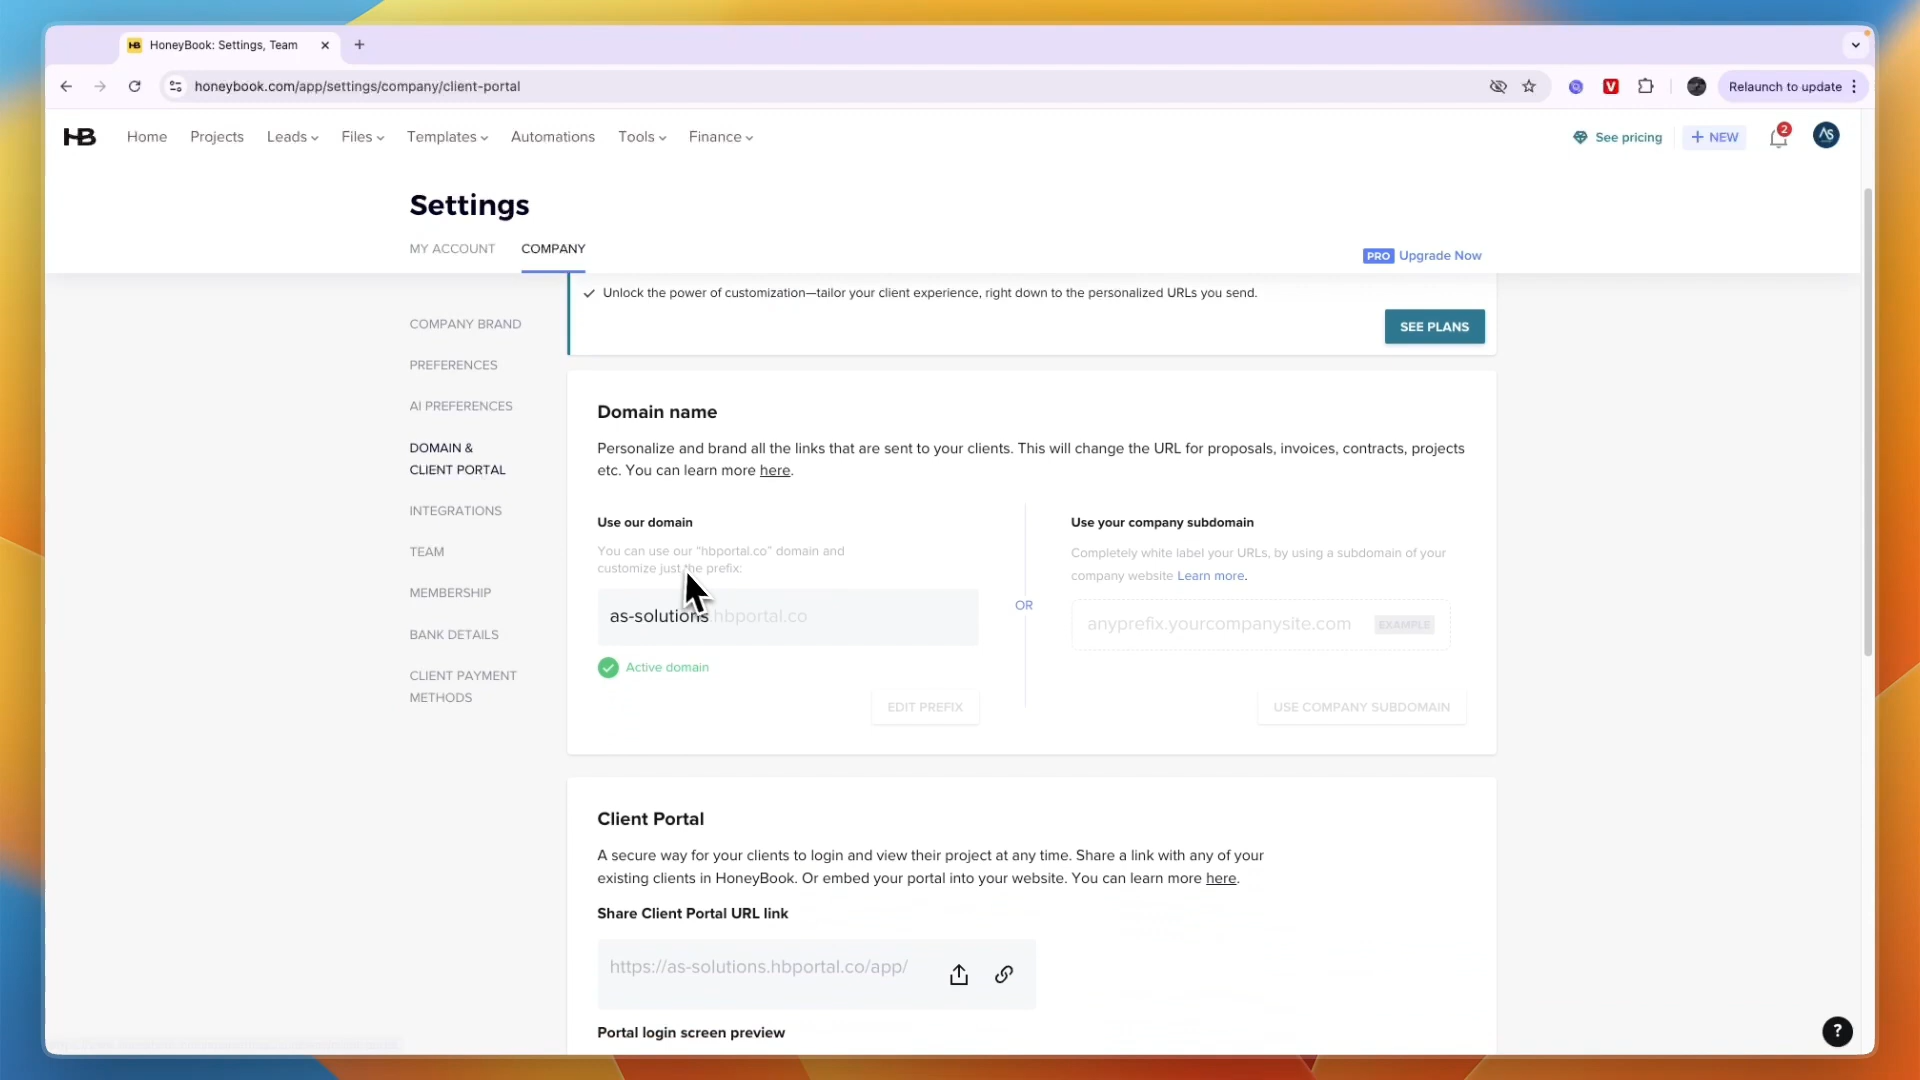 HB HoneyBook: Settings, Team
honeybook.com/app/settings/company/client-portal
V
Relaunch to update
HB Home Projects Leads Files Templates Automations Tools Finance
See pricing + NEW 2 AS
Settings
MY ACCOUNT COMPANY
PRO Upgrade Now
Unlock the power of customization—tailor your client experience, right down to the personalized URLs you send.
SEE PLANS
COMPANY BRAND
PREFERENCES
AI PREFERENCES
DOMAIN &
CLIENT PORTAL
INTEGRATIONS
TEAM
MEMBERSHIP
BANK DETAILS
CLIENT PAYMENT
METHODS
Domain name
Personalize and brand all the links that are sent to your clients. This will change the URL for proposals, invoices, contracts, projects
etc. You can learn more here.
Use our domain
You can use our “hbportal.co” domain and
customize just the prefix:
as-solutions.hbportal.co
Active domain
EDIT PREFIX
OR
Use your company subdomain
Completely white label your URLs, by using a subdomain of your
company website Learn more.
anyprefix.yourcompanysite.com EXAMPLE
USE COMPANY SUBDOMAIN
Client Portal
A secure way for your clients to login and view their project at any time. Share a link with any of your
existing clients in HoneyBook. Or embed your portal into your website. You can learn more here.
Share Client Portal URL link
https://as-solutions.hbportal.co/app/
Portal login screen preview
?